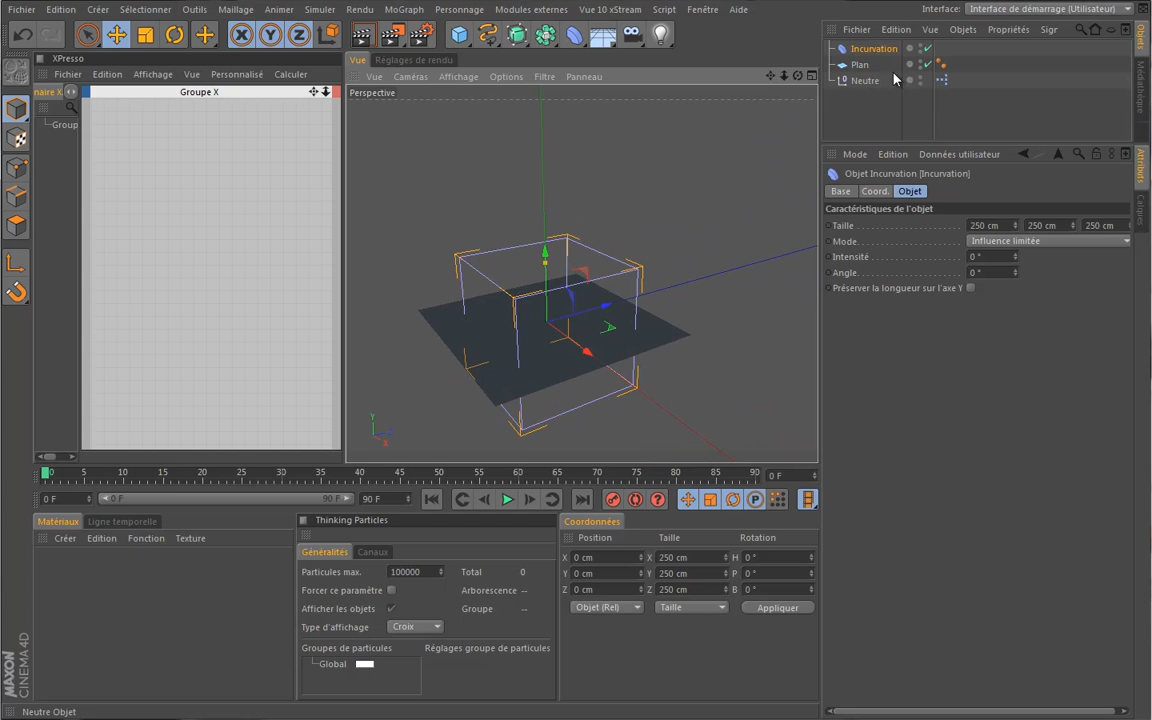 Fichier Edition Créer Sélectionner Outils Maillage Animer Simuler Rendu MoGraph Personnage Modules externes Vue 10 xStream Script Fenêtre Aide Interface: Interface de démarrage (Utilisateur)
XPresso
Fichier Edition Affichage Vue Personnalisé Calculer
naire X
Groupe X
Group
Vue Réglages de rendu
Vue Caméras Affichage Options Filtre Panneau
Perspective
Y
X
Fichier Edition Vue Objets Propriétés Sigr
Incurvation
Plan
Neutre
Objets
Médiathèque
Mode Edition Données utilisateur
Objet Incurvation [Incurvation]
Base Coord. Objet
Caractéristiques de l'objet
Taille 250 cm 250 cm 250 cm
Mode Influence limitée
Intensité 0 °
Angle 0 °
Préserver la longueur sur l'axe Y
Attributs
Calques
0 5 10 15 20 25 30 35 40 45 50 55 60 65 70 75 80 85 90 0 F
0 F 0 F 90 F 90 F
Matériaux Ligne temporelle
Créer Edition Fonction Texture
Thinking Particles
Généralités Canaux
Particules max. 100000 Total 0
Forcer ce paramètre Arborescence --
Afficher les objets Groupe --
Type d'affichage Croix
Groupes de particules Réglages groupe de particules
Global
Coordonnées
Position Taille Rotation
X 0 cm X 250 cm H 0 °
Y 0 cm Y 250 cm P 0 °
Z 0 cm Z 250 cm B 0 °
Objet (Rel) Taille Appliquer
MAXON
CINEMA 4D
Neutre Objet